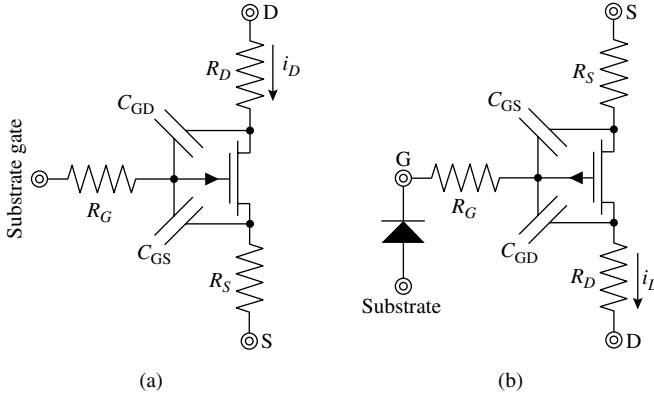 D
R_D
i_D
C_GD
Substrate gate
R_G
C_GS
R_S
S
(a)
S
R_S
C_GS
G
R_G
C_GD
R_D
i_L
Substrate
D
(b)